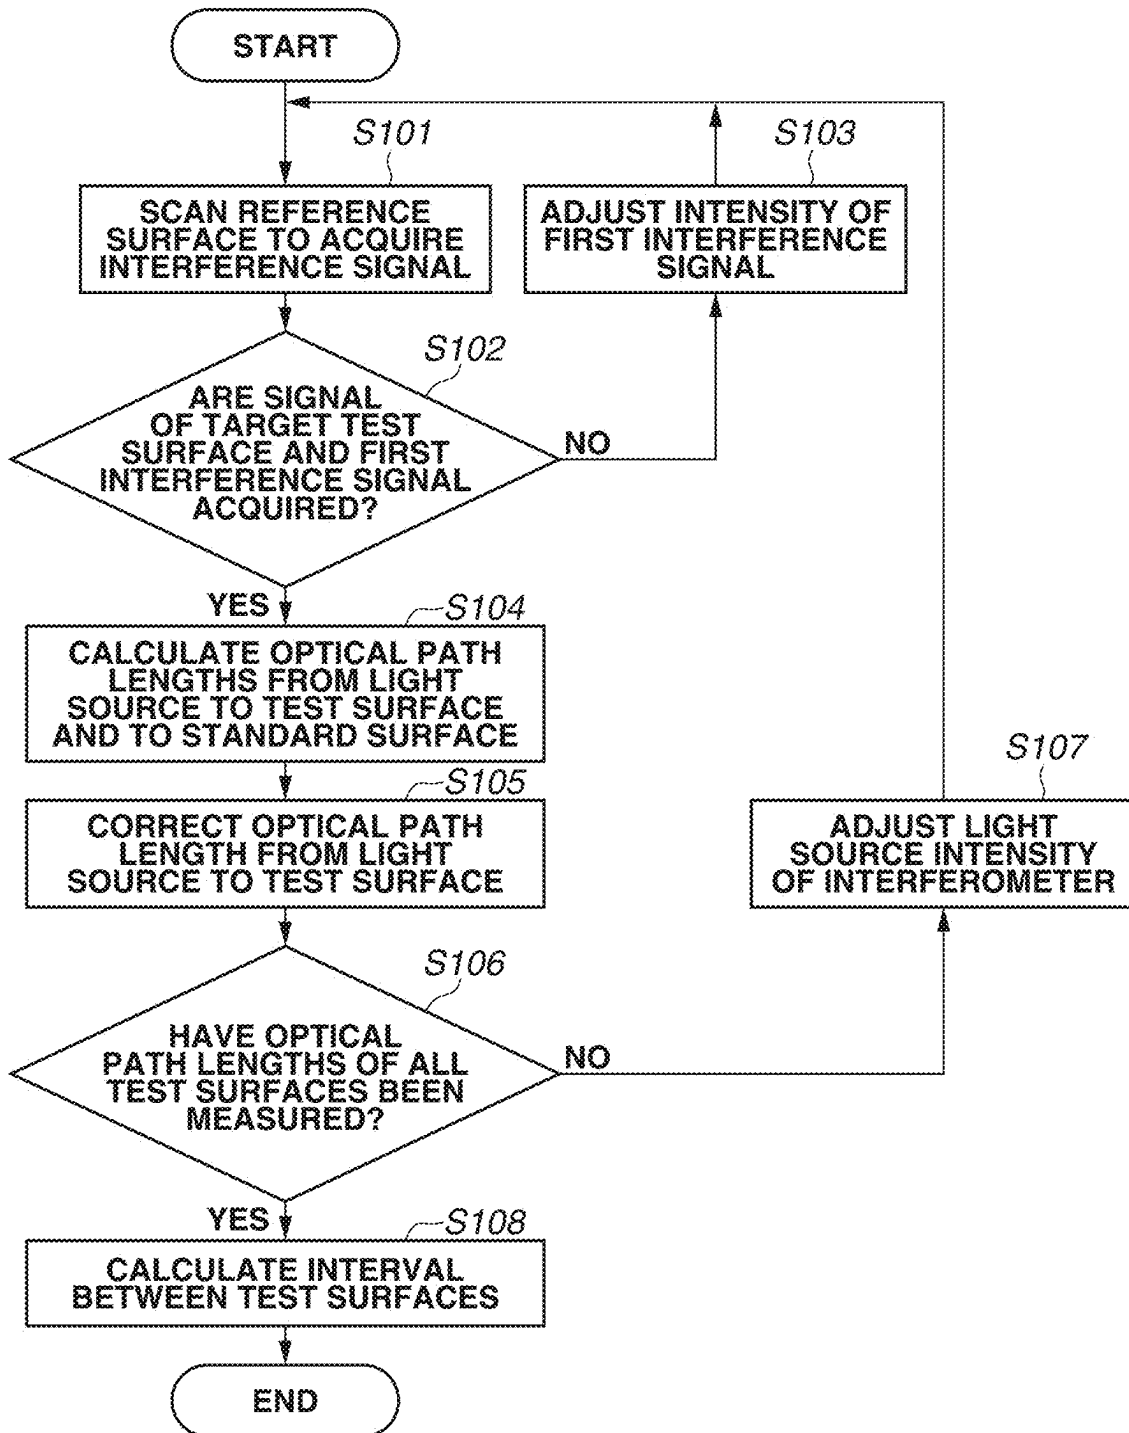 START
S101
SCAN REFERENCE
SURFACE TO ACQUIRE
INTERFERENCE SIGNAL
S103
ADJUST INTENSITY OF
FIRST INTERFERENCE
SIGNAL
S102
ARE SIGNAL
OF TARGET TEST
SURFACE AND FIRST
INTERFERENCE SIGNAL
ACQUIRED?
NO
YES
S104
CALCULATE OPTICAL PATH
LENGTHS FROM LIGHT
SOURCE TO TEST SURFACE
AND TO STANDARD SURFACE
S105
CORRECT OPTICAL PATH
LENGTH FROM LIGHT
SOURCE TO TEST SURFACE
S107
ADJUST LIGHT
SOURCE INTENSITY
OF INTERFEROMETER
S106
HAVE OPTICAL
PATH LENGTHS OF ALL
TEST SURFACES BEEN
MEASURED?
NO
YES
S108
CALCULATE INTERVAL
BETWEEN TEST SURFACES
END